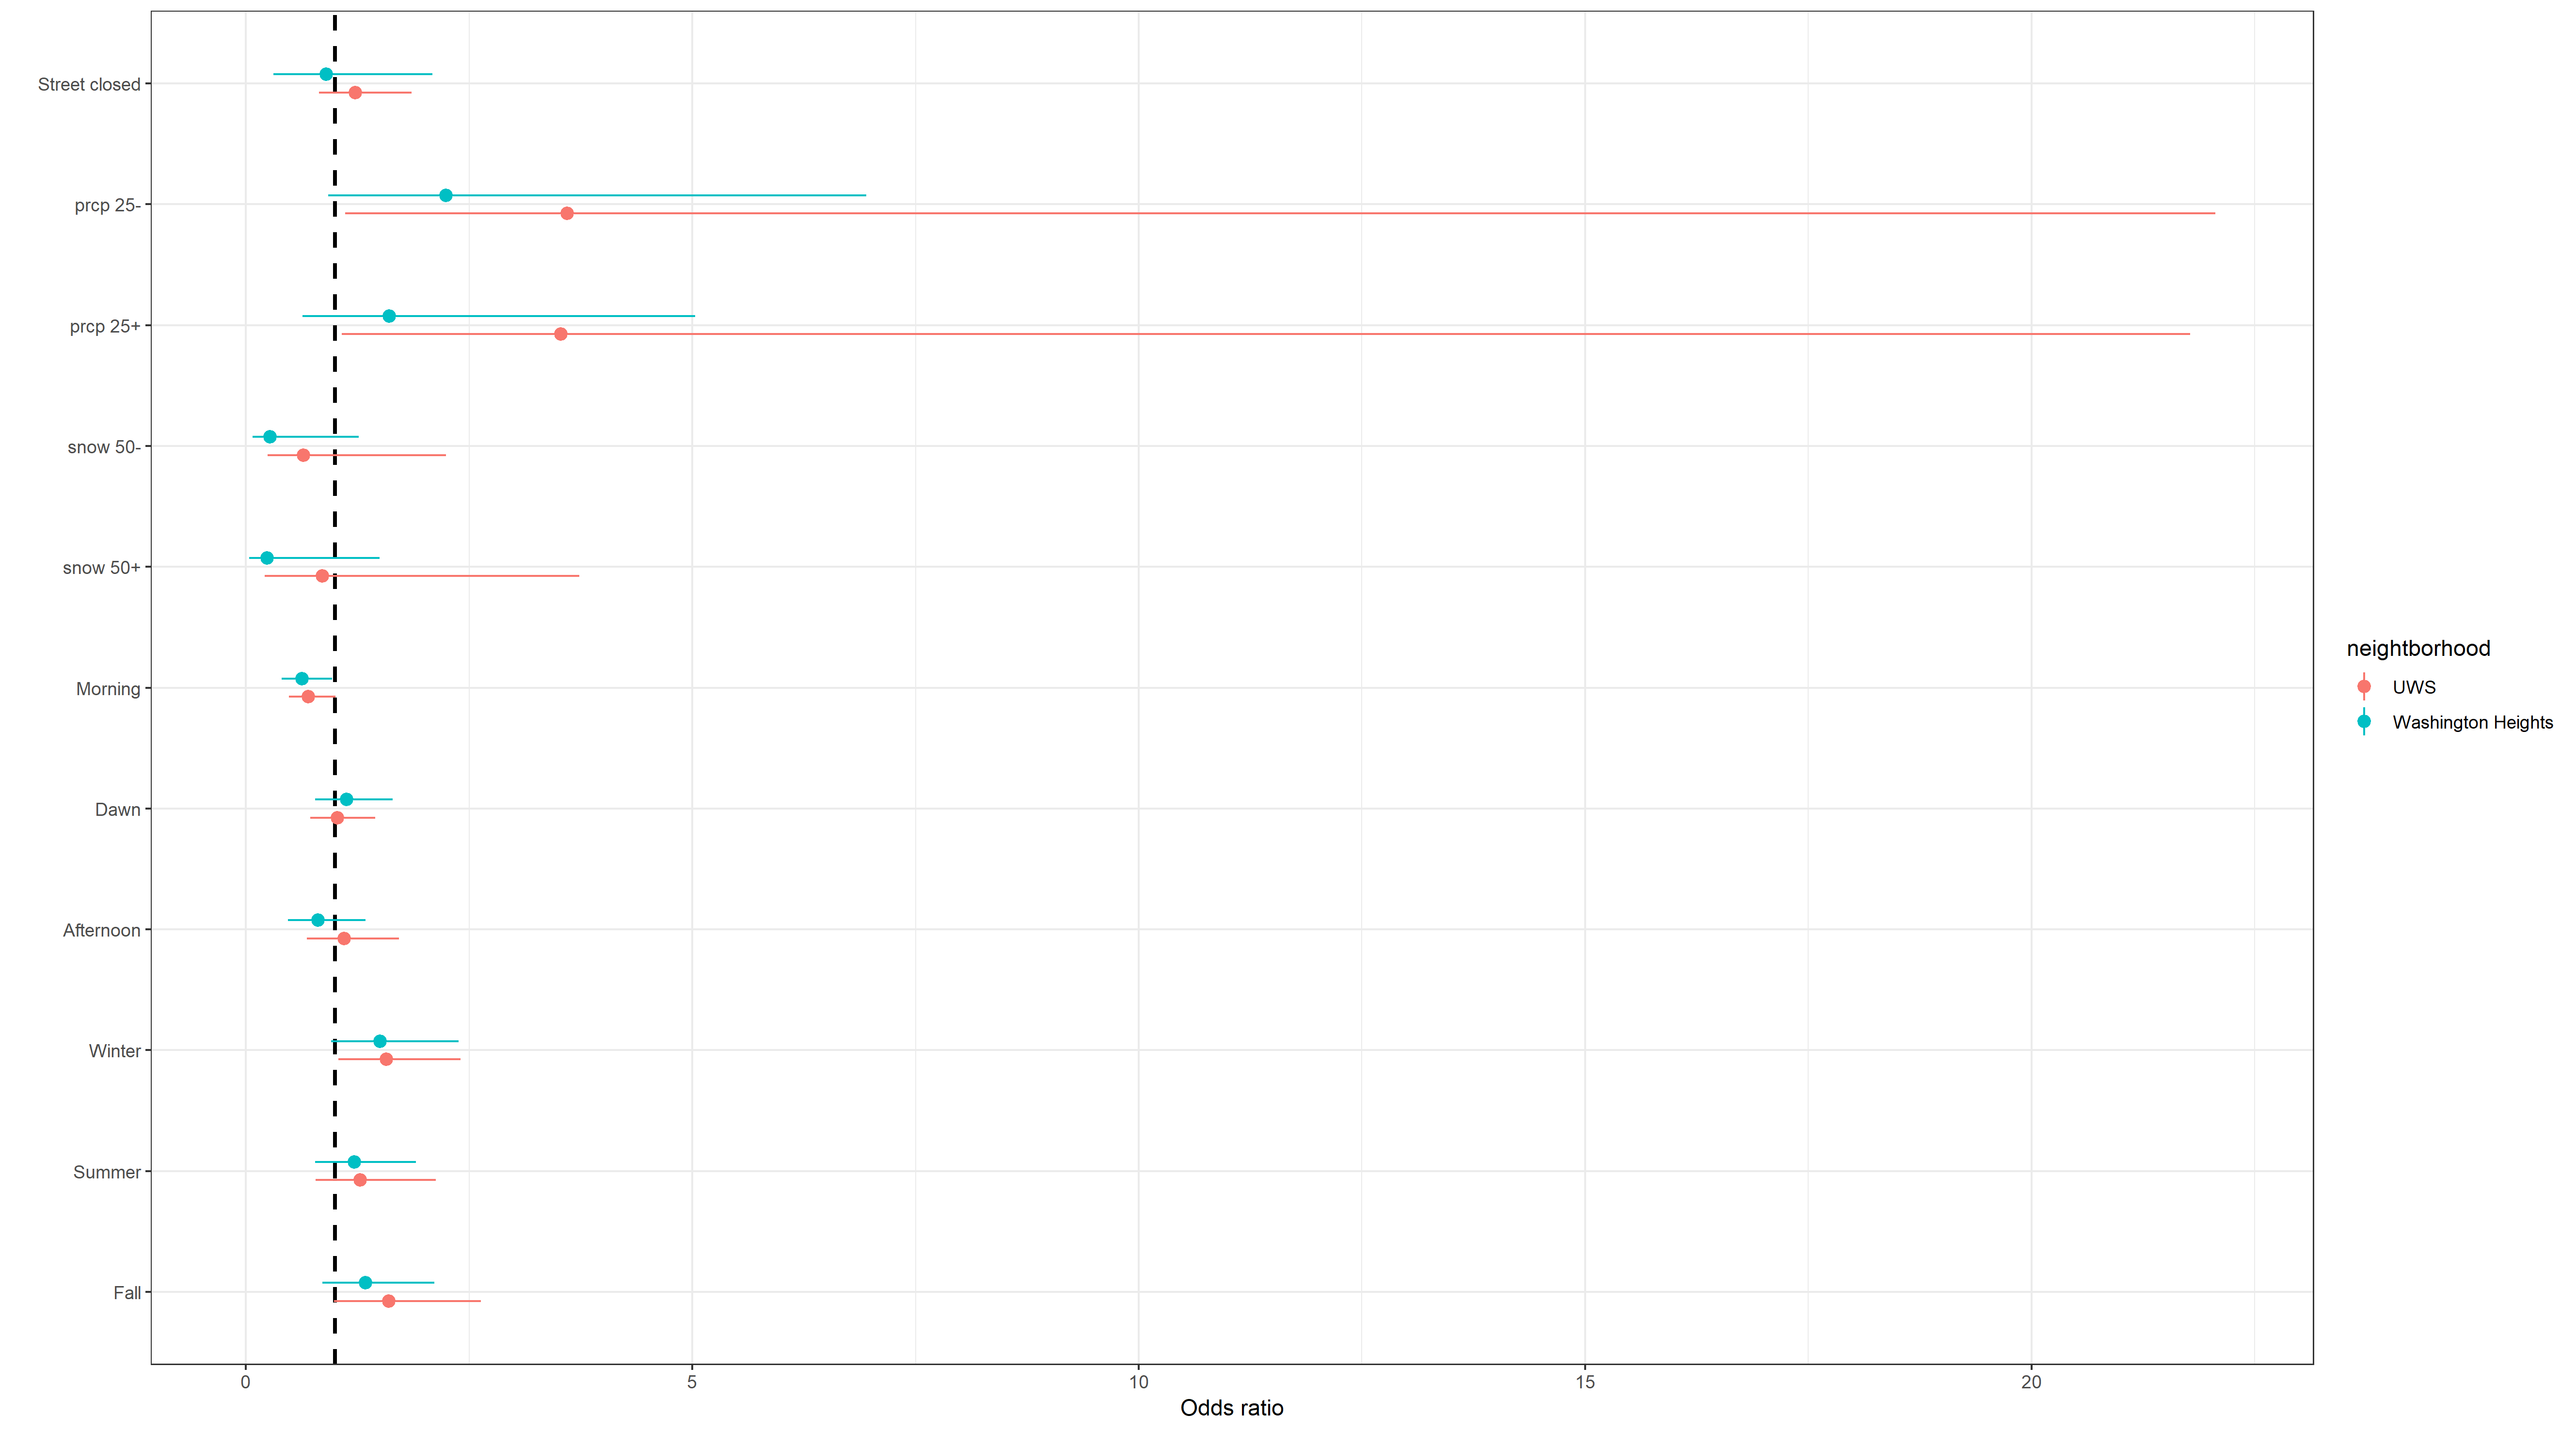 Street closed
prcp 25-
prcp 25+
snow 50-
snow 50+
Morning
Dawn
Afternoon
Winter
Summer
Fall
0 5 10 15 20
Odds ratio
neightborhood
UWS
Washington Heights